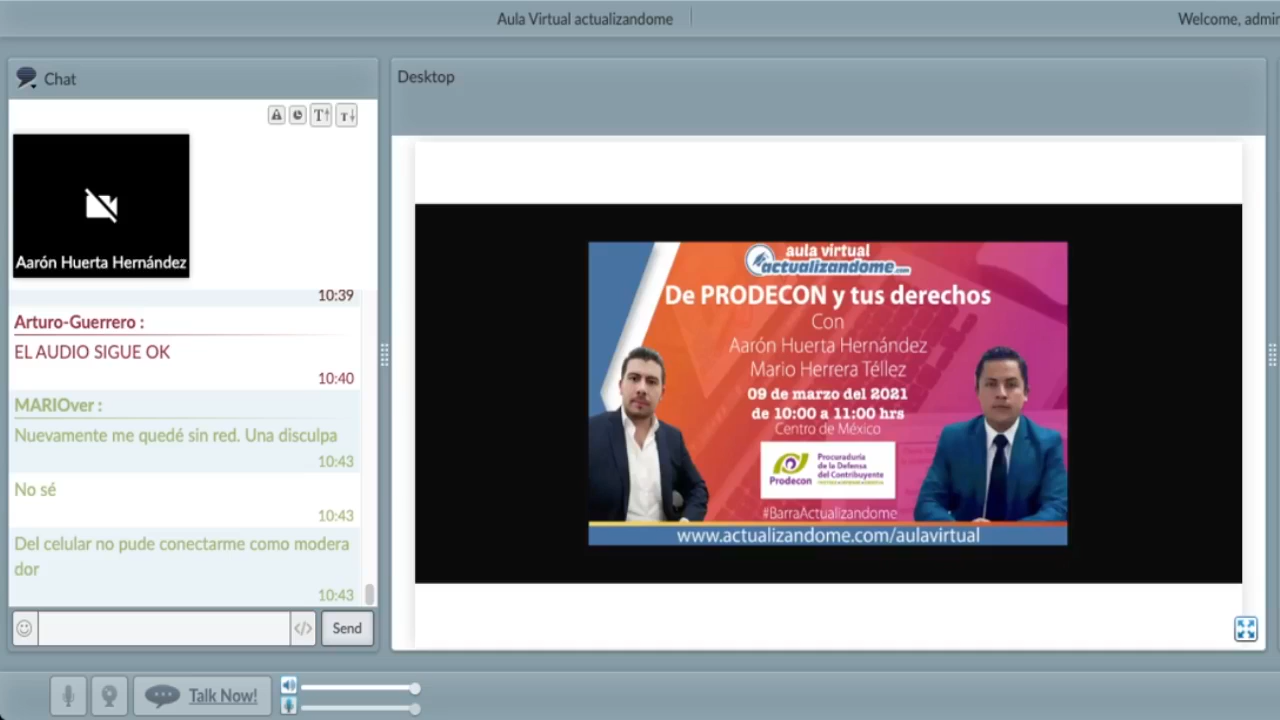 Aula Virtual actualizandome
Welcome, admin
Chat
Desktop
Aarón Huerta Hernández
10:39
Arturo-Guerrero :
EL AUDIO SIGUE OK
10:40
MARIOver :
Nuevamente me quedé sin red. Una disculpa
10:43
No sé
10:43
Del celular no pude conectarme como modera
dor
10:43
Send
Talk Now!
aula virtual
actualizandome.com
De PRODECON y tus derechos
Con
Aarón Huerta Hernández
Mario Herrera Téllez
09 de marzo del 2021
de 10:00 a 11:00 hrs
Centro de México
Prodecon
Procuraduría
de la Defensa
del Contribuyente
#BarraActualizandome
www.actualizandome.com/aulavirtual